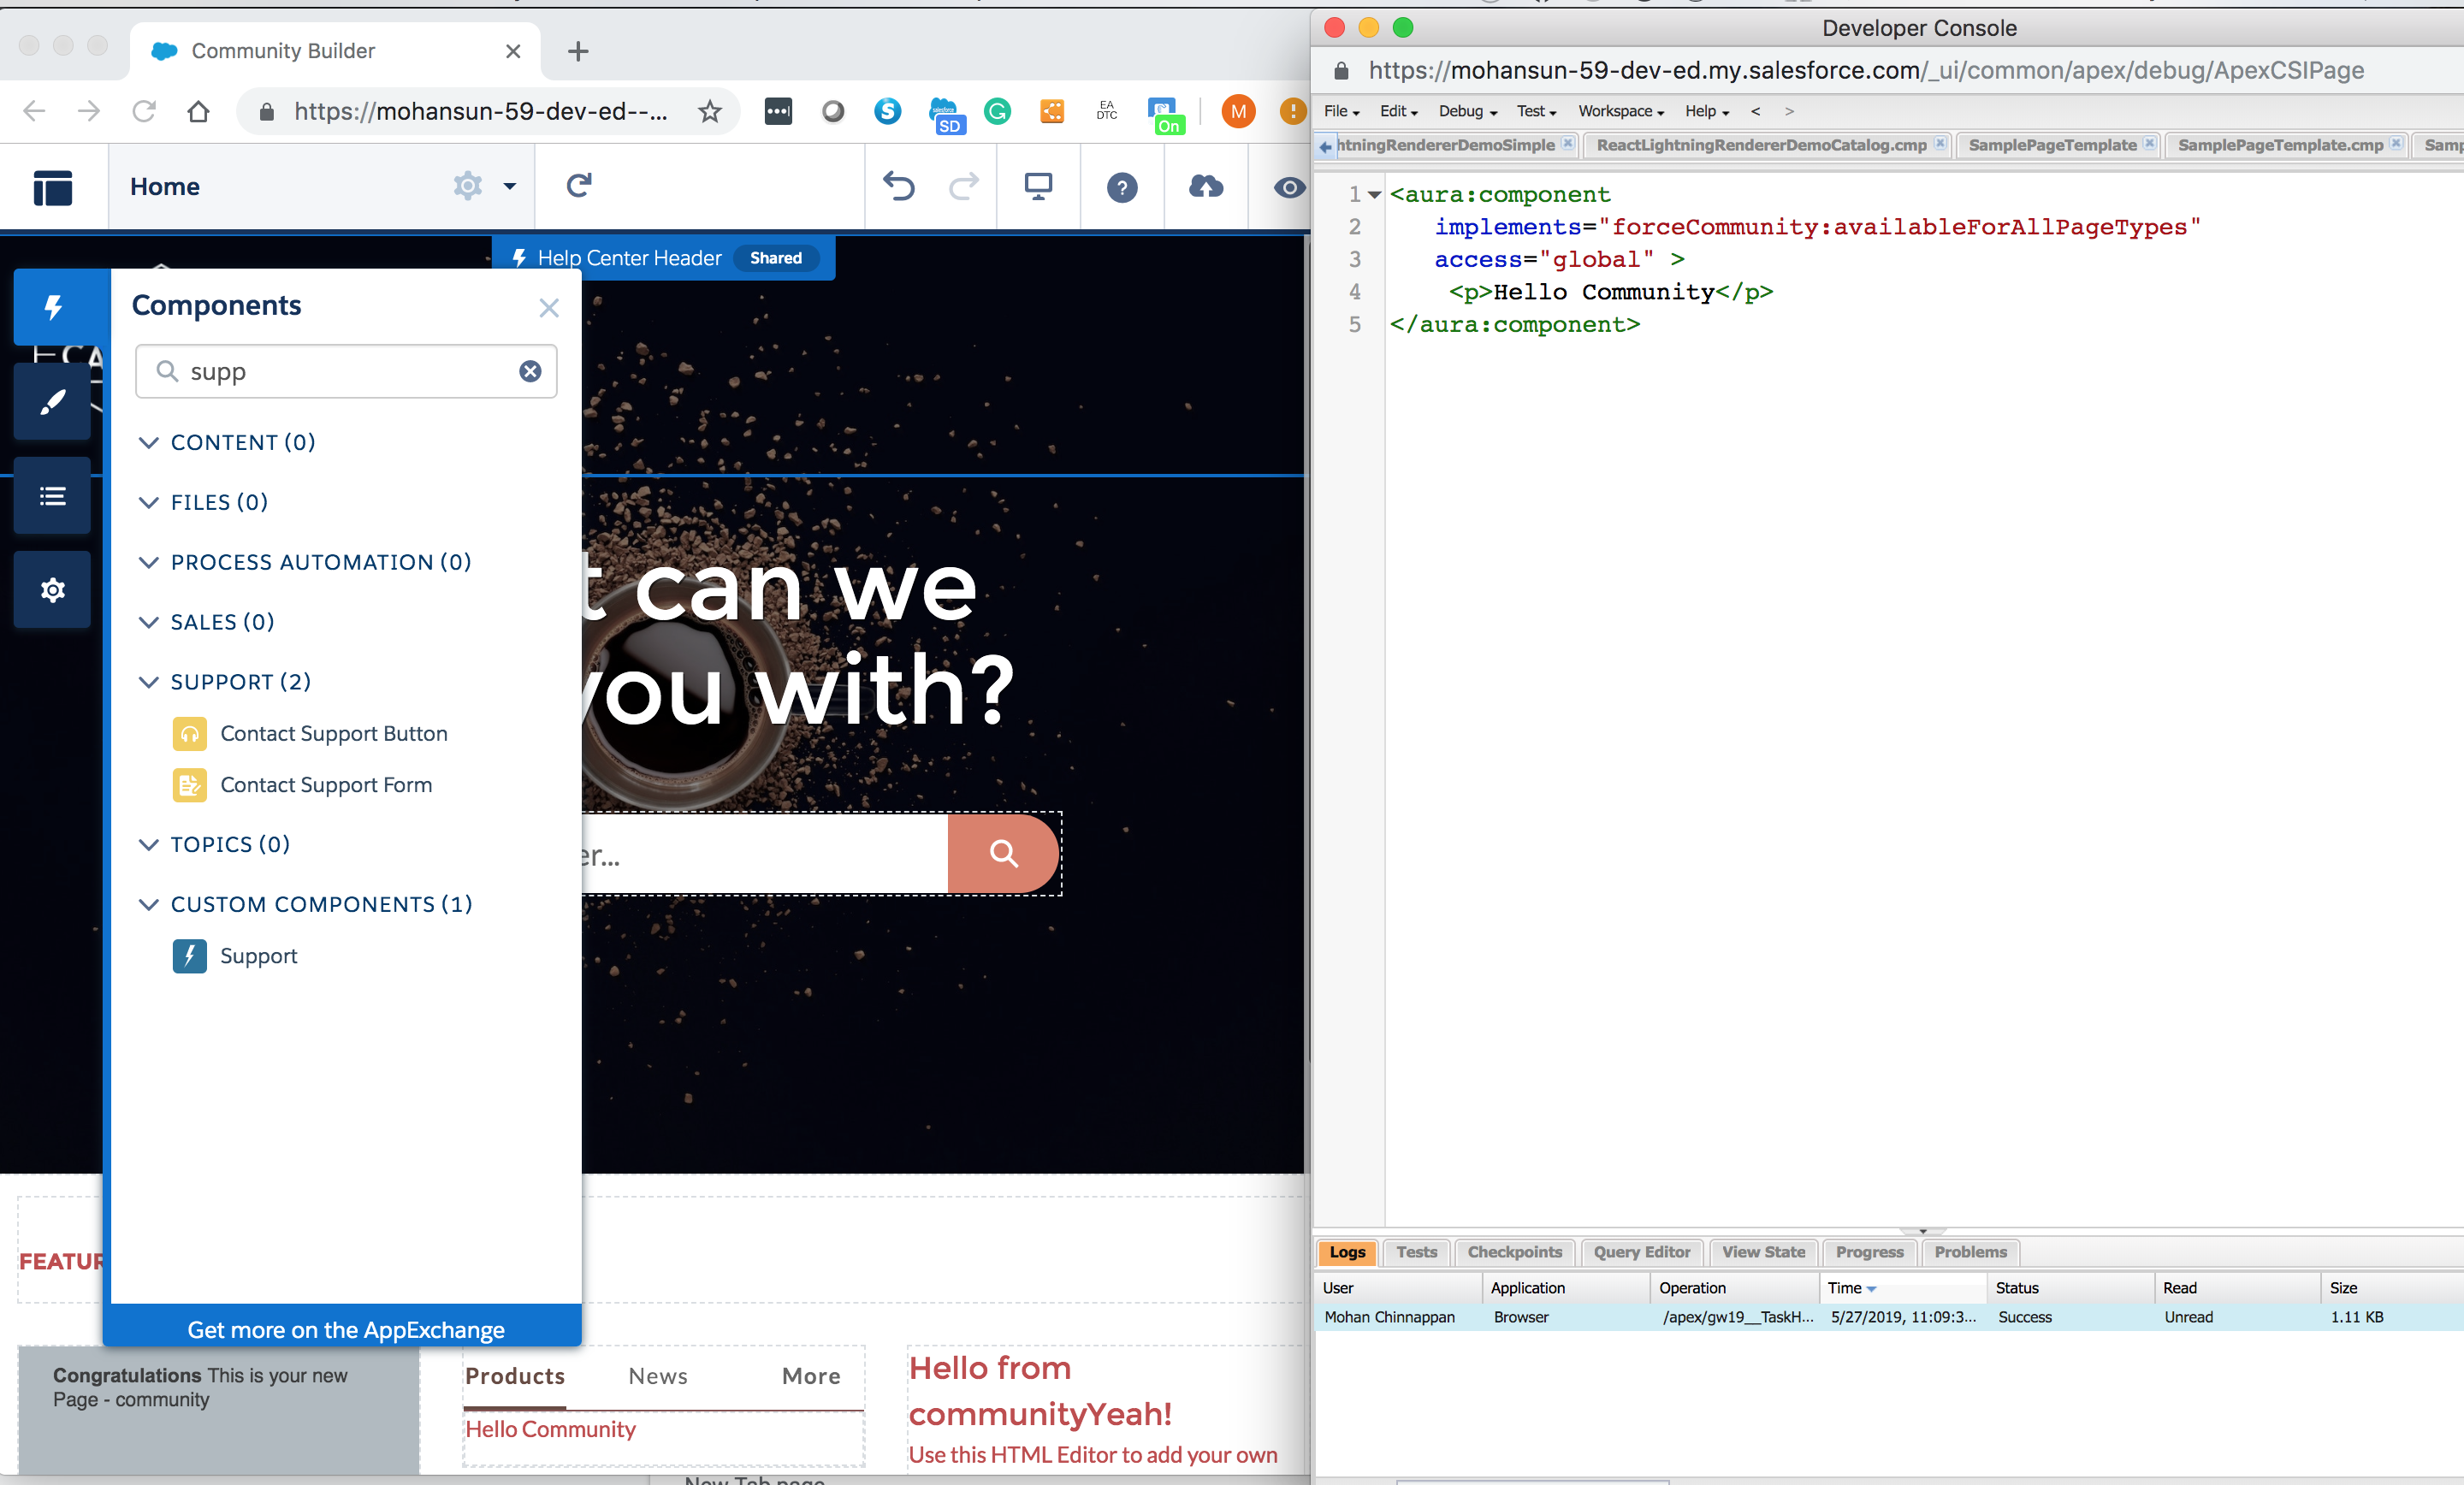 Community Builder
https://mohansun-59-dev-ed--...
SD
EA
DTC
On
M
Home
Help Center Header Shared
Components
supp
CONTENT (0)
FILES (0)
PROCESS AUTOMATION (0)
SALES (0)
SUPPORT (2)
Contact Support Button
Contact Support Form
TOPICS (0)
CUSTOM COMPONENTS (1)
Support
Get more on the AppExchange
t can we
you with?
er...
FEATUR
Congratulations This is your new
Page - community
Products News More
Hello Community
Hello from
communityYeah!
Use this HTML Editor to add your own
Developer Console
https://mohansun-59-dev-ed.my.salesforce.com/_ui/common/apex/debug/ApexCSIPage
File Edit Debug Test Workspace Help < >
htningRendererDemoSimple ReactLightningRendererDemoCatalog.cmp SamplePageTemplate SamplePageTemplate.cmp Samp
1 <aura:component
2 implements="forceCommunity:availableForAllPageTypes"
3 access="global" >
4 <p>Hello Community</p>
5 </aura:component>
Logs Tests Checkpoints Query Editor View State Progress Problems
User Application Operation Time Status Read Size
Mohan Chinnappan Browser /apex/gw19__TaskH... 5/27/2019, 11:09:3... Success Unread 1.11 KB